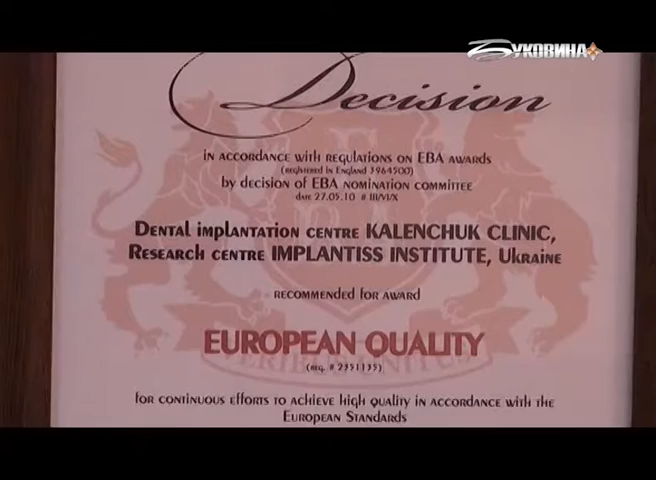 БУКОВИНА
Decision
in accordance with regulations on EBA awards
(registered in England 3964500)
by decision of EBA nomination committee
date 27.05.10 # III/VI/X
Dental implantation centre KALENCHUK CLINIC,
Research centre IMPLANTISS INSTITUTE, Ukraine
recommended for award
EUROPEAN QUALITY
(reg. # 2351135)
for continuous efforts to achieve high quality in accordance with the
European Standards